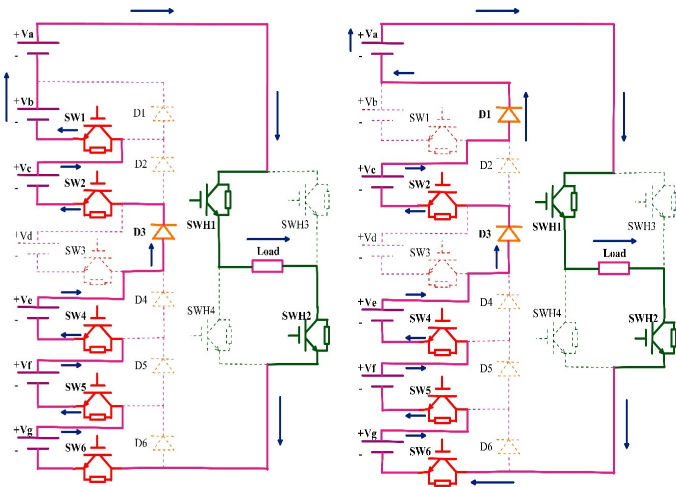 +Va
-
+Vb
-
SW1
D1
+Vc
-
SW2
D2
SWH1
SWH3
+Vd
-
SW3
D3
Load
+Ve
-
SW4
D4
SWH4
SWH2
+Vf
-
SW5
D5
+Vg
-
SW6
D6
+Va
-
+Vb
-
SW1
D1
+Vc
-
SW2
D2
SWH1
SWH3
+Vd
-
SW3
D3
Load
+Ve
-
SW4
D4
SWH4
SWH2
+Vf
-
SW5
D5
+Vg
-
SW6
D6